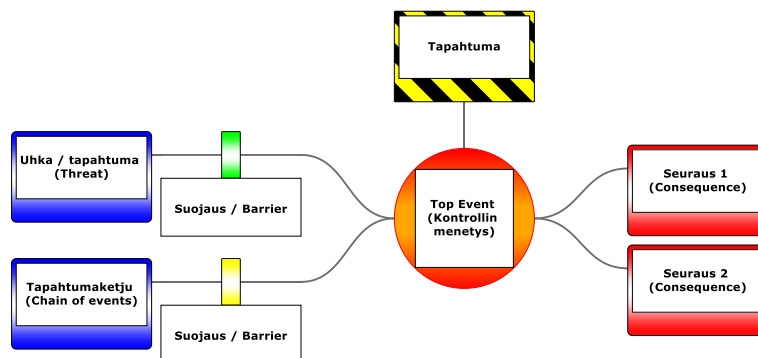 Tapahtuma
Uhka / tapahtuma
(Threat)
Suojaus / Barrier
Top Event
(Kontrollin
menetys)
Seuraus 1
(Consequence)
Tapahtumaketju
(Chain of events)
Suojaus / Barrier
Seuraus 2
(Consequence)